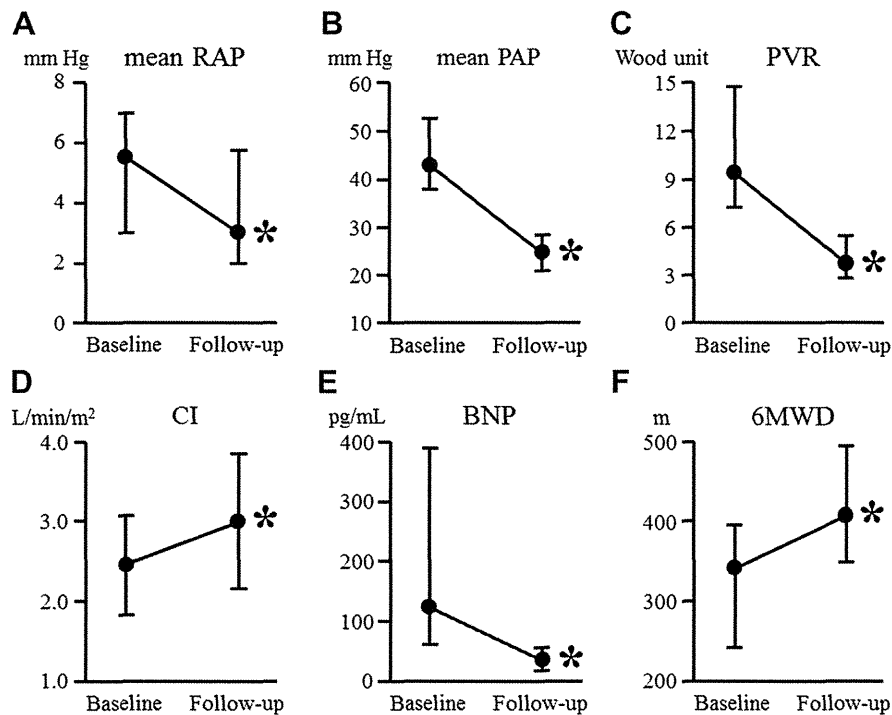 A
mm Hg mean RAP
8
6
4
2
0
Baseline Follow-up
*
B
mm Hg mean PAP
60
50
40
30
20
10
Baseline Follow-up
*
C
Wood unit PVR
15
12
9
6
3
0
Baseline Follow-up
*
D
L/min/m² CI
4.0
3.0
2.0
1.0
Baseline Follow-up
*
E
pg/mL BNP
400
300
200
100
0
Baseline Follow-up
*
F
m 6MWD
500
400
300
200
Baseline Follow-up
*